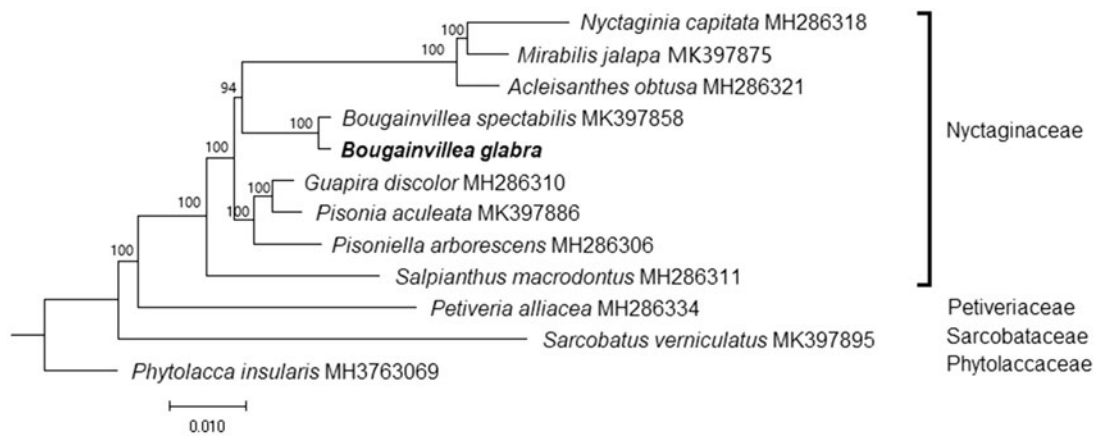 100 Nyctaginia capitata MH286318
100 Mirabilis jalapa MK397875
Acleisanthes obtusa MH286321
94
Bougainvillea spectabilis MK397858
100
Bougainvillea glabra
Nyctaginaceae
100
Guapira discolor MH286310
100
Pisonia aculeata MK397886
100
100
Pisoniella arborescens MH286306
100
Salpianthus macrodontus MH286311
Petiveria alliacea MH286334
Petiveriaceae
Sarcobatus verniculatus MK397895
Sarcobataceae
Phytolacca insularis MH3763069
Phytolaccaceae
0.010